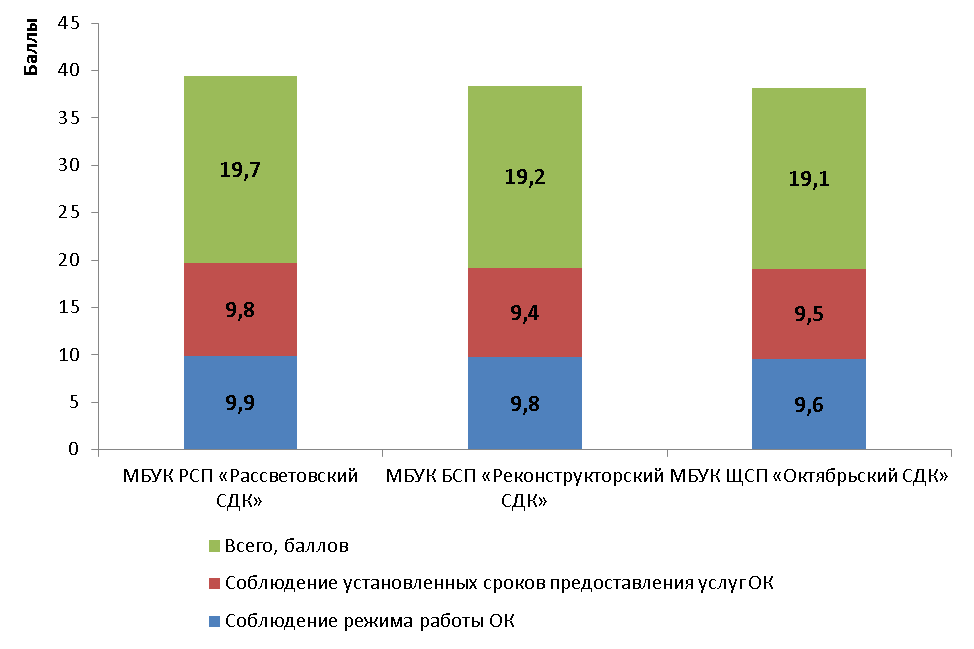 Баллы
45
40
35
30
25
20
15
10
5
0
19,7
19,2
19,1
9,8
9,4
9,5
9,9
9,8
9,6
МБУК РСП «Рассветовский СДК»
МБУК БСП «Реконструкторский СДК»
МБУК ЩСП «Октябрьский СДК»
Всего, баллов
Соблюдение установленных сроков предоставления услуг ОК
Соблюдение режима работы ОК